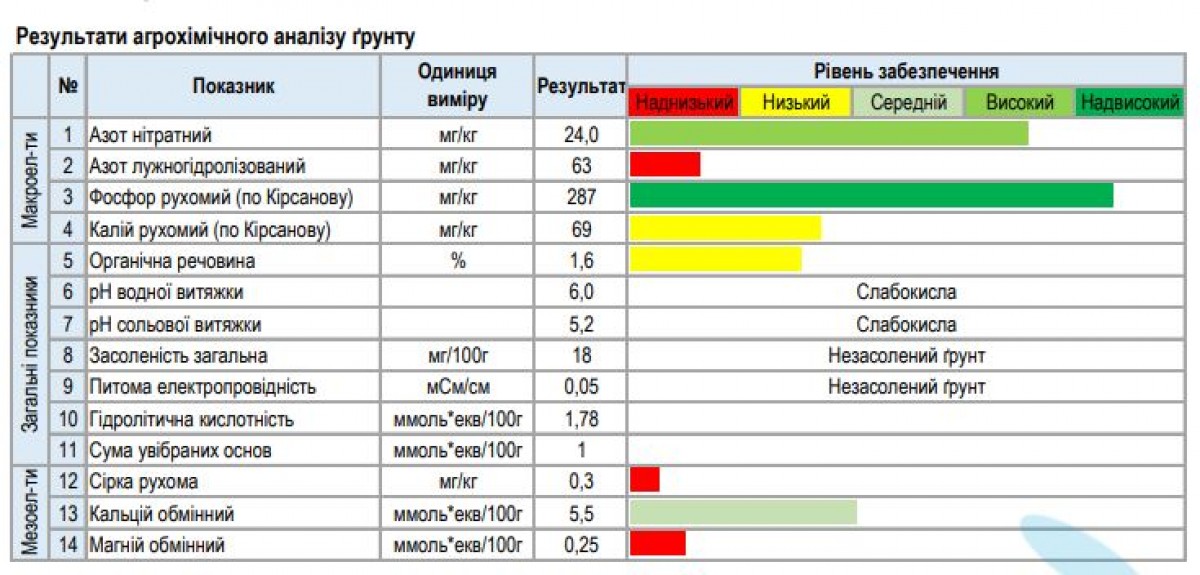 Результати агрохімічного аналізу ґрунту
№ Показник Одиниця виміру Результат Рівень забезпечення
Наднизький Низький Середній Високий Надвисокий
Макроел-ти
1 Азот нітратний мг/кг 24,0
2 Азот лужногідролізований мг/кг 63
3 Фосфор рухомий (по Кірсанову) мг/кг 287
4 Калій рухомий (по Кірсанову) мг/кг 69
Загальні показники
5 Органічна речовина % 1,6
6 рН водної витяжки 6,0 Слабокисла
7 рН сольової витяжки 5,2 Слабокисла
8 Засоленість загальна мг/100г 18 Незасолений ґрунт
9 Питома електропровідність мСм/см 0,05 Незасолений ґрунт
10 Гідролітична кислотність ммоль*екв/100г 1,78
11 Сума увібраних основ ммоль*екв/100г 1
Мезоел-ти
12 Сірка рухома мг/кг 0,3
13 Кальцій обмінний ммоль*екв/100г 5,5
14 Магній обмінний ммоль*екв/100г 0,25